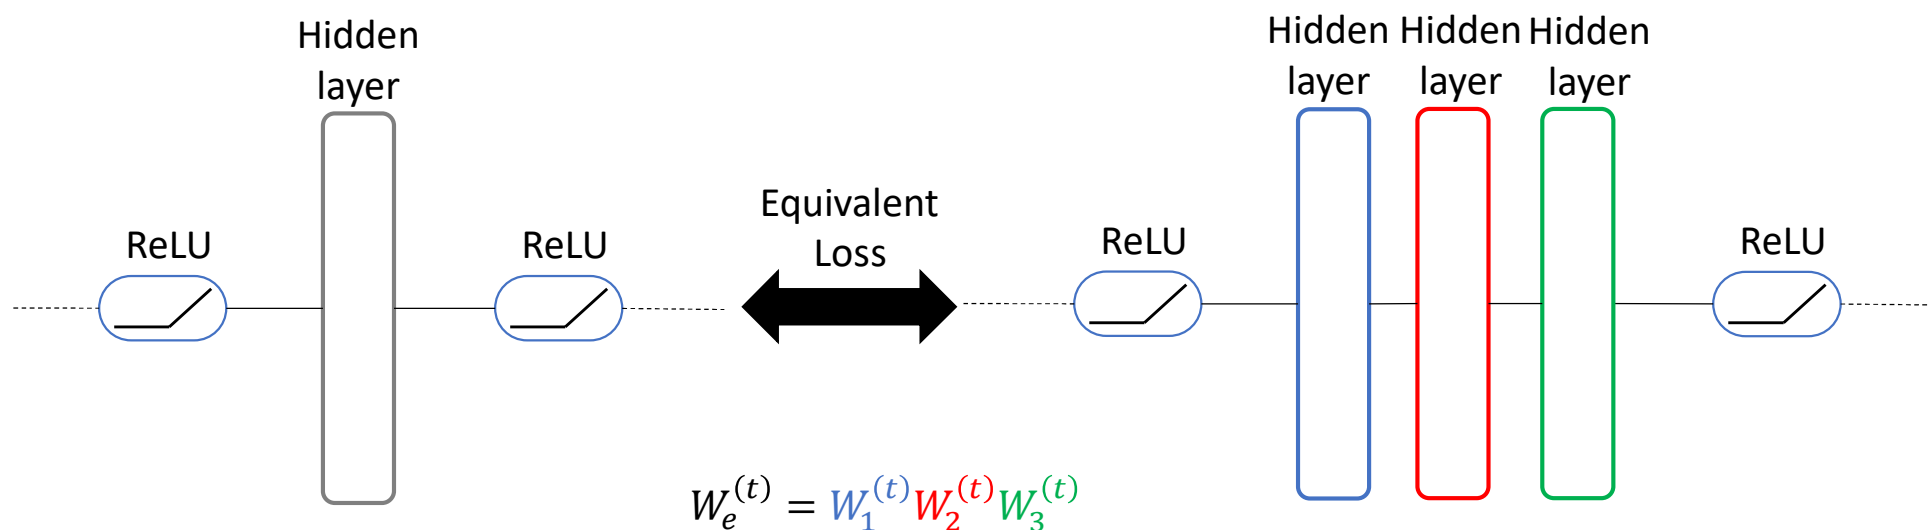 Hidden
layer
ReLU
ReLU
Equivalent
Loss
Hidden Hidden Hidden
layer layer layer
ReLU
ReLU
W_e^{(t)} = W_1^{(t)} W_2^{(t)} W_3^{(t)}